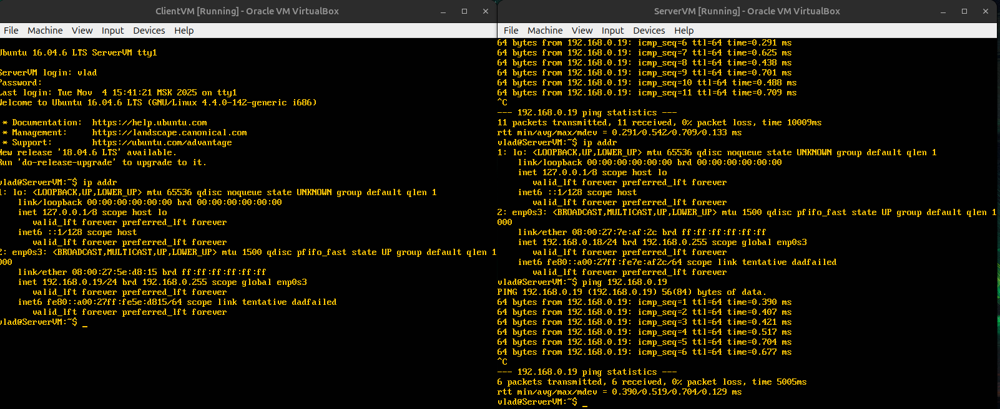 ClientVM [Running] - Oracle VM VirtualBox
File Machine View Input Devices Help
Ubuntu 16.04.6 LTS ServerVM tty1
ServerVM login: vlad
Password:
Last login: Tue Nov  4 15:41:21 MSK 2025 on tty1
Welcome to Ubuntu 16.04.6 LTS (GNU/Linux 4.4.0-142-generic i686)
* Documentation:  https://help.ubuntu.com
* Management:     https://landscape.canonical.com
* Support:        https://ubuntu.com/advantage
New release '18.04.6 LTS' available.
Run 'do-release-upgrade' to upgrade to it.
vlad@ServerVM:~$ ip addr
1: lo: <LOOPBACK,UP,LOWER_UP> mtu 65536 qdisc noqueue state UNKNOWN group default qlen 1
link/loopback 00:00:00:00:00:00 brd 00:00:00:00:00:00
inet 127.0.0.1/8 scope host lo
valid_lft forever preferred_lft forever
inet6 ::1/128 scope host
valid_lft forever preferred_lft forever
2: enp0s3: <BROADCAST,MULTICAST,UP,LOWER_UP> mtu 1500 qdisc pfifo_fast state UP group default qlen 1
000
link/ether 08:00:27:5e:d8:15 brd ff:ff:ff:ff:ff:ff
inet 192.168.0.19/24 brd 192.168.0.255 scope global enp0s3
valid_lft forever preferred_lft forever
inet6 fe80::a00:27ff:fe5e:d815/64 scope link tentative dadfailed
valid_lft forever preferred_lft forever
vlad@ServerVM:~$ _
ServerVM [Running] - Oracle VM VirtualBox
File Machine View Input Devices Help
64 bytes from 192.168.0.19: icmp_seq=6 ttl=64 time=0.291 ms
64 bytes from 192.168.0.19: icmp_seq=7 ttl=64 time=0.625 ms
64 bytes from 192.168.0.19: icmp_seq=8 ttl=64 time=0.438 ms
64 bytes from 192.168.0.19: icmp_seq=9 ttl=64 time=0.701 ms
64 bytes from 192.168.0.19: icmp_seq=10 ttl=64 time=0.488 ms
64 bytes from 192.168.0.19: icmp_seq=11 ttl=64 time=0.709 ms
^C
--- 192.168.0.19 ping statistics ---
11 packets transmitted, 11 received, 0% packet loss, time 10009ms
rtt min/avg/max/mdev = 0.291/0.542/0.709/0.133 ms
vlad@ServerVM:~$ ip addr
1: lo: <LOOPBACK,UP,LOWER_UP> mtu 65536 qdisc noqueue state UNKNOWN group default qlen 1
link/loopback 00:00:00:00:00:00 brd 00:00:00:00:00:00
inet 127.0.0.1/8 scope host lo
valid_lft forever preferred_lft forever
inet6 ::1/128 scope host
valid_lft forever preferred_lft forever
2: enp0s3: <BROADCAST,MULTICAST,UP,LOWER_UP> mtu 1500 qdisc pfifo_fast state UP group default qlen 1
000
link/ether 08:00:27:7e:af:2c brd ff:ff:ff:ff:ff:ff
inet 192.168.0.18/24 brd 192.168.0.255 scope global enp0s3
valid_lft forever preferred_lft forever
inet6 fe80::a00:27ff:fe7e:af2c/64 scope link tentative dadfailed
valid_lft forever preferred_lft forever
vlad@ServerVM:~$ ping 192.168.0.19
PING 192.168.0.19 (192.168.0.19) 56(84) bytes of data.
64 bytes from 192.168.0.19: icmp_seq=1 ttl=64 time=0.390 ms
64 bytes from 192.168.0.19: icmp_seq=2 ttl=64 time=0.407 ms
64 bytes from 192.168.0.19: icmp_seq=3 ttl=64 time=0.421 ms
64 bytes from 192.168.0.19: icmp_seq=4 ttl=64 time=0.517 ms
64 bytes from 192.168.0.19: icmp_seq=5 ttl=64 time=0.704 ms
64 bytes from 192.168.0.19: icmp_seq=6 ttl=64 time=0.677 ms
^C
--- 192.168.0.19 ping statistics ---
6 packets transmitted, 6 received, 0% packet loss, time 5005ms
rtt min/avg/max/mdev = 0.390/0.519/0.704/0.129 ms
vlad@ServerVM:~$ _